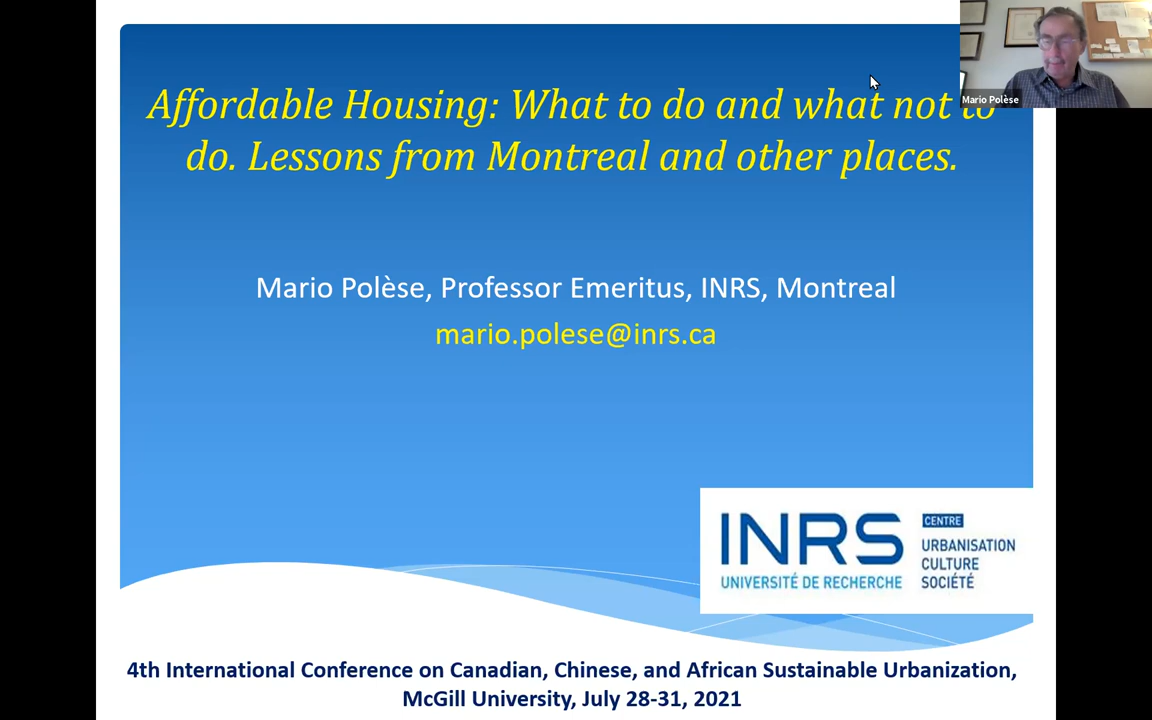 Affordable Housing: What to do and what not to
do. Lessons from Montreal and other places.
Mario Polèse
Mario Polèse, Professor Emeritus, INRS, Montreal
mario.polese@inrs.ca
INRS
UNIVERSITÉ DE RECHERCHE
CENTRE
URBANISATION
CULTURE
SOCIÉTÉ
4th International Conference on Canadian, Chinese, and African Sustainable Urbanization,
McGill University, July 28-31, 2021